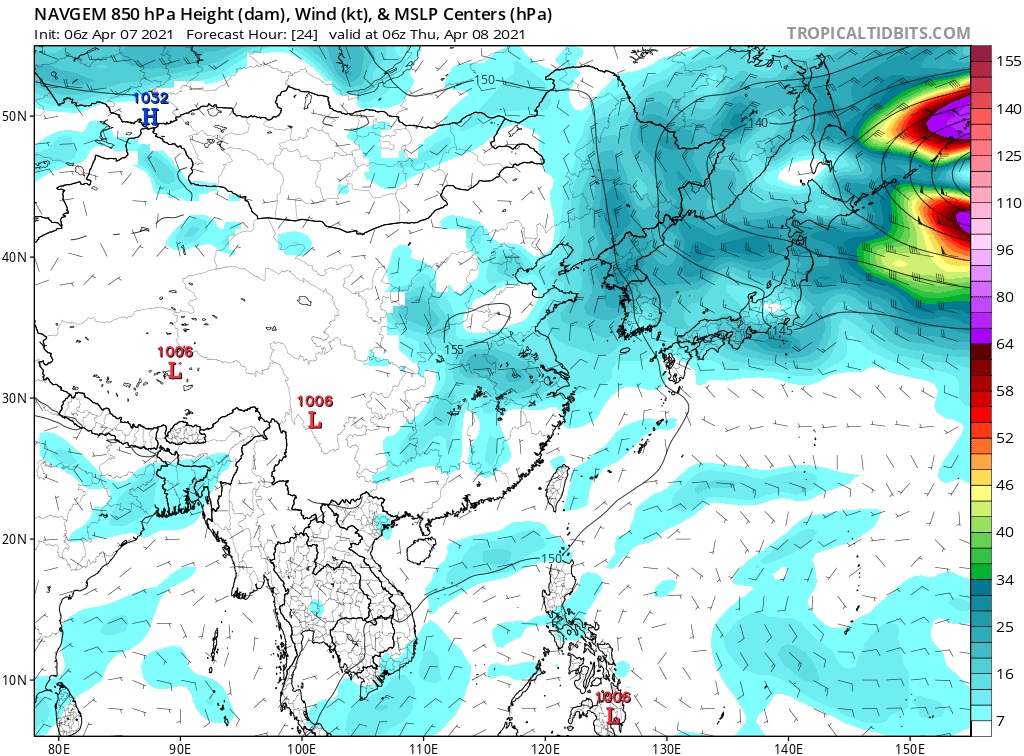 NAVGEM 850 hPa Height (dam), Wind (kt), & MSLP Centers (hPa)
Init: 06z Apr 07 2021 Forecast Hour: [24] valid at 06z Thu, Apr 08 2021
TROPICALTIDBITS.COM
50N
40N
30N
20N
10N
80E
90E
100E
110E
120E
130E
140E
150E
1032
H
1006
L
1006
L
1006
L
150
140
145
155
150
155
140
125
110
96
80
64
58
52
46
40
34
25
16
7